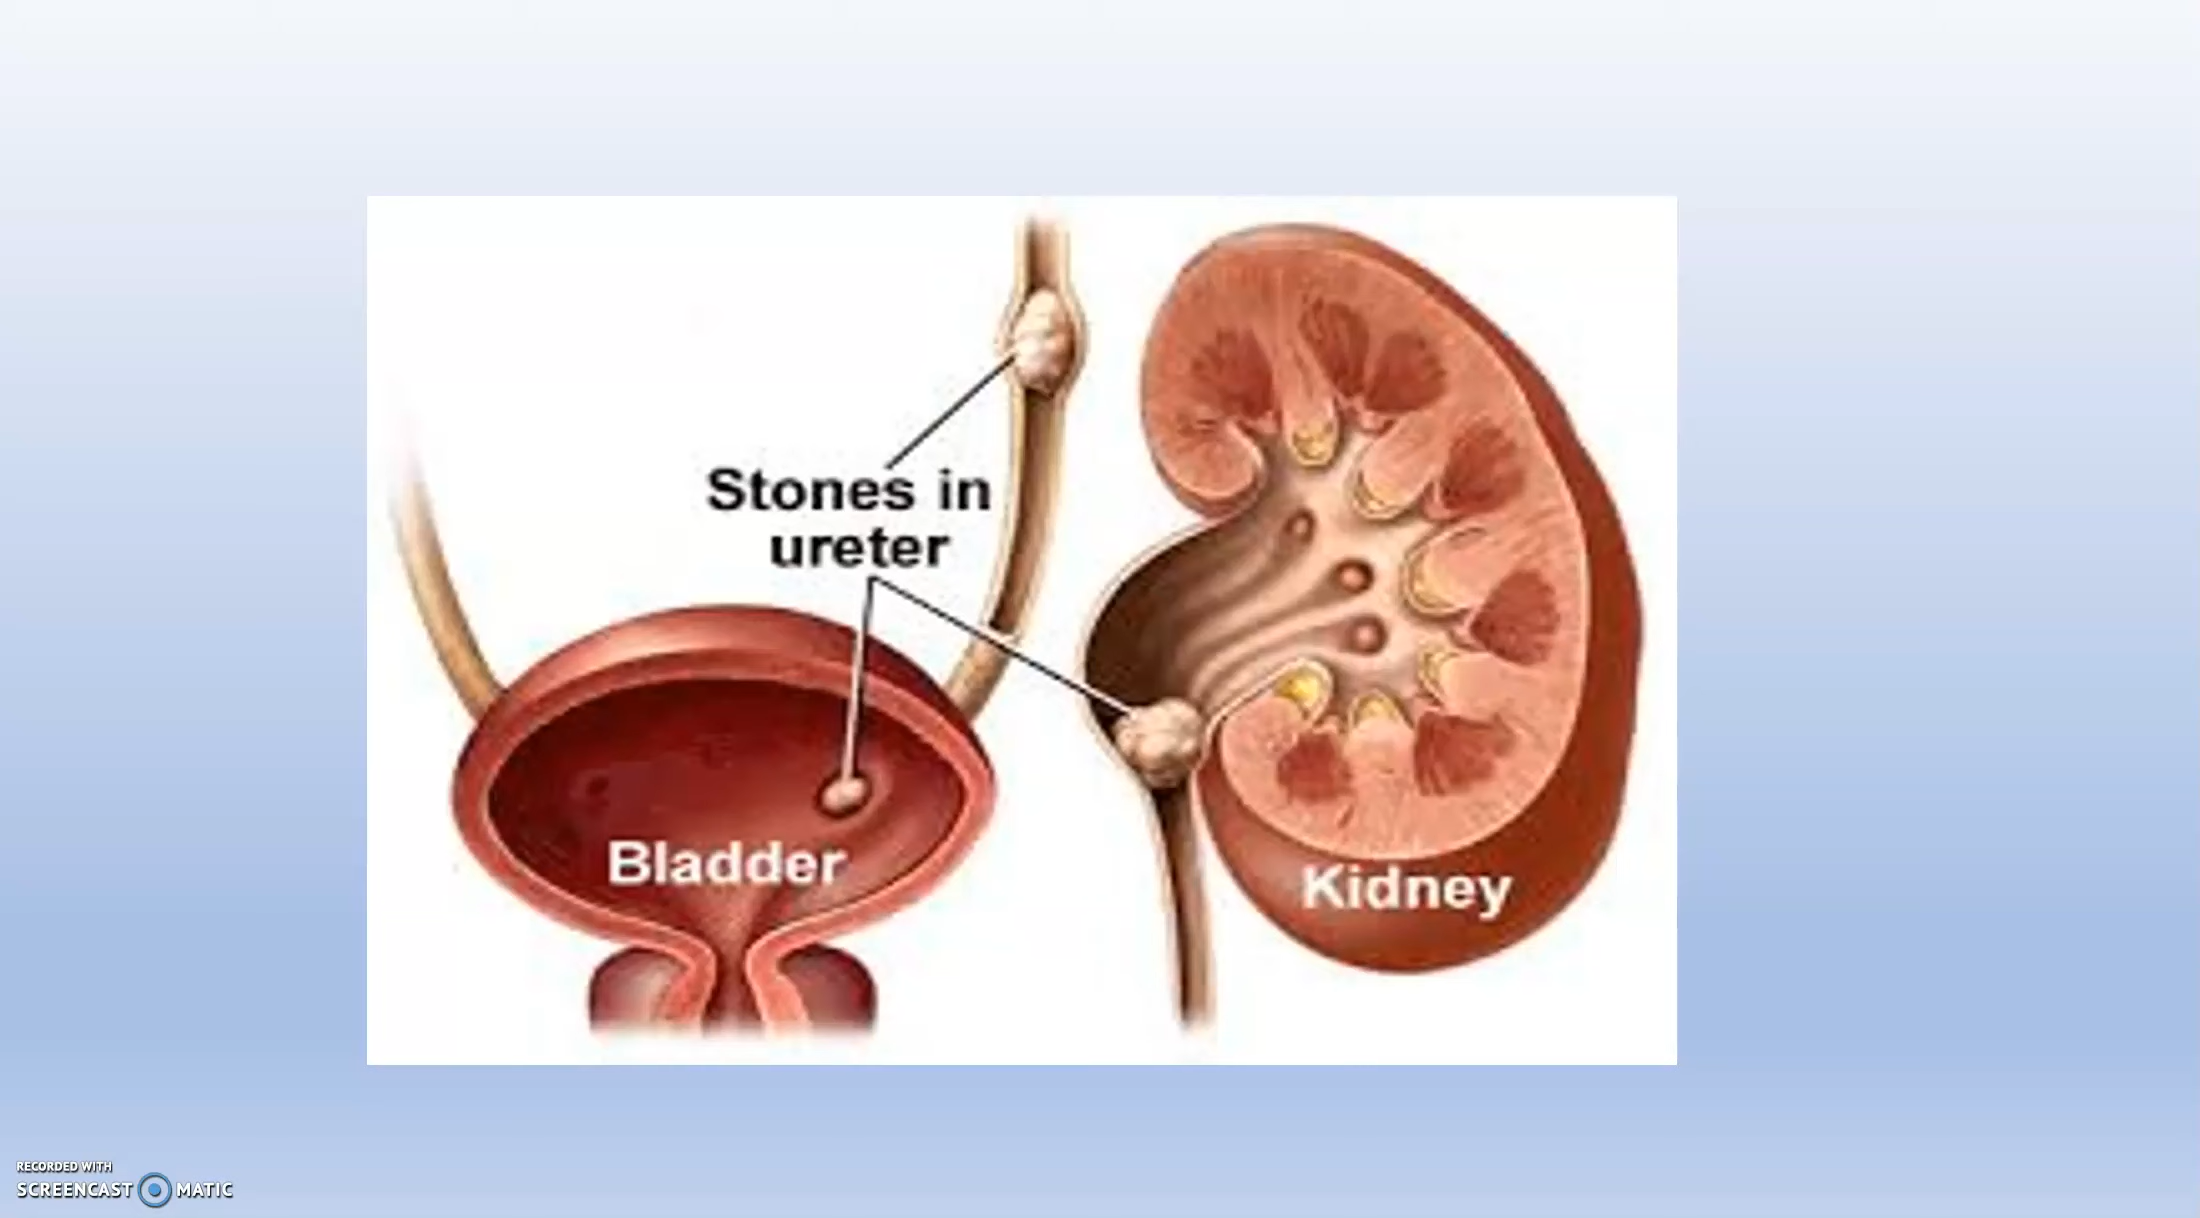 Stones in
ureter
Bladder
Kidney
RECORDED WITH
SCREENCAST MATIC